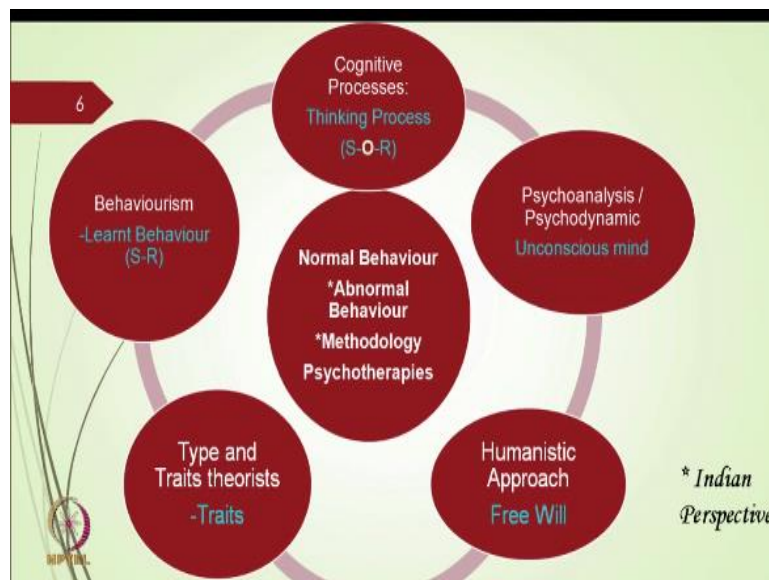 6
Cognitive
Processes:
Thinking Process
(S-O-R)
Behaviourism
-Learnt Behaviour
(S-R)
Psychoanalysis /
Psychodynamic
Unconscious mind
Normal Behaviour
*Abnormal
Behaviour
*Methodology
Psychotherapies
Type and
Traits theorists
-Traits
Humanistic
Approach
Free Will
* Indian
Perspective
NPTEL